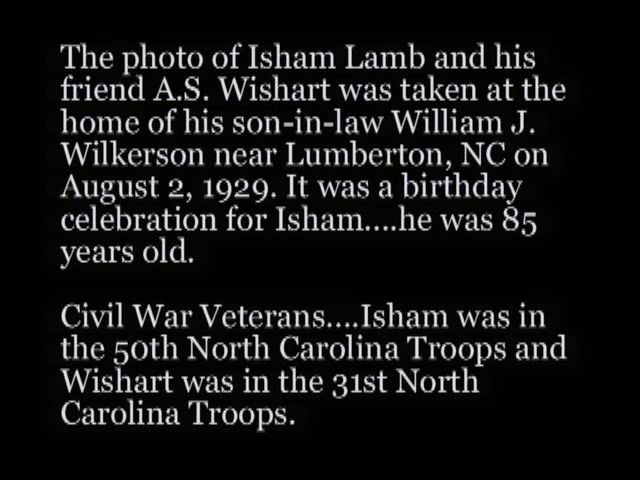 The photo of Isham Lamb and his
friend A.S. Wishart was taken at the
home of his son-in-law William J.
Wilkerson near Lumberton, NC on
August 2, 1929. It was a birthday
celebration for Isham....he was 85
years old.
Civil War Veterans....Isham was in
the 50th North Carolina Troops and
Wishart was in the 31st North
Carolina Troops.